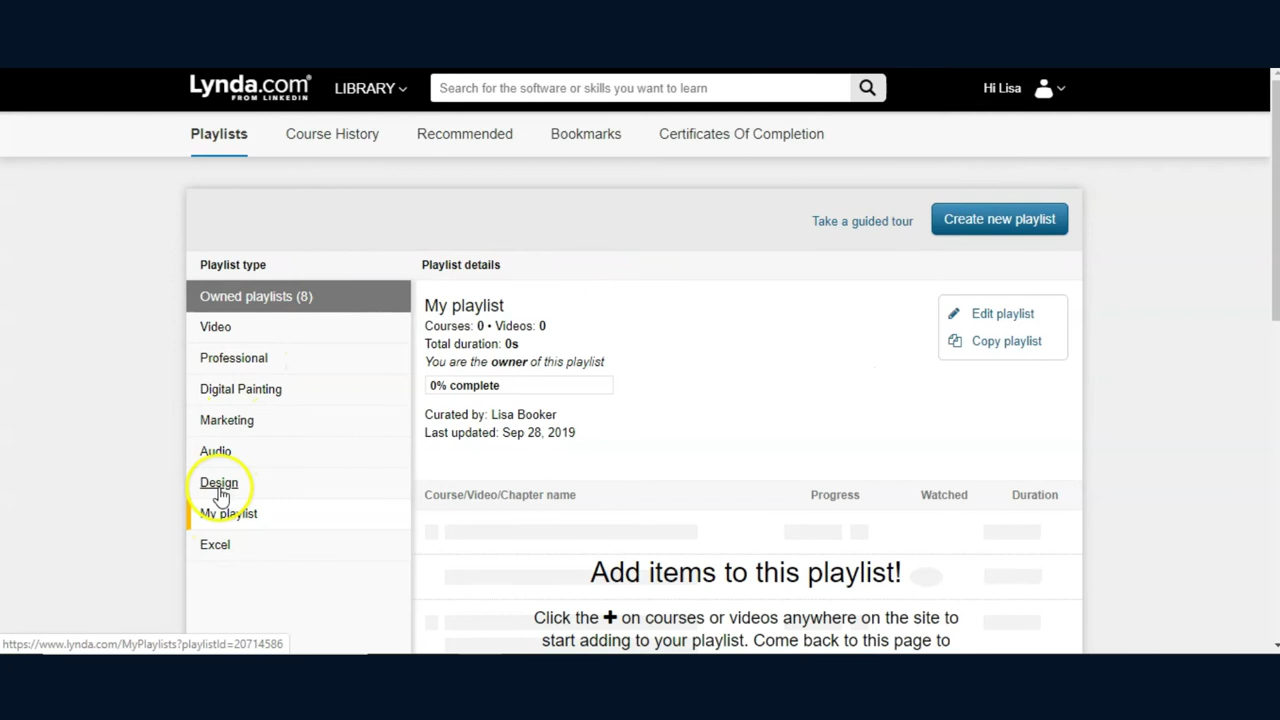 Lynda.com
FROM LINKEDIN
LIBRARY
Search for the software or skills you want to learn
Hi Lisa
Playlists
Course History
Recommended
Bookmarks
Certificates Of Completion
Take a guided tour
Create new playlist
Playlist type
Playlist details
Owned playlists (8)
Video
Professional
Digital Painting
Marketing
Audio
Design
My playlist
Excel
My playlist
Courses: 0 • Videos: 0
Total duration: 0s
You are the owner of this playlist
0% complete
Curated by: Lisa Booker
Last updated: Sep 28, 2019
Edit playlist
Copy playlist
Course/Video/Chapter name
Progress
Watched
Duration
Add items to this playlist!
Click the + on courses or videos anywhere on the site to
start adding to your playlist. Come back to this page to
https://www.lynda.com/MyPlaylists?playlistId=20714586